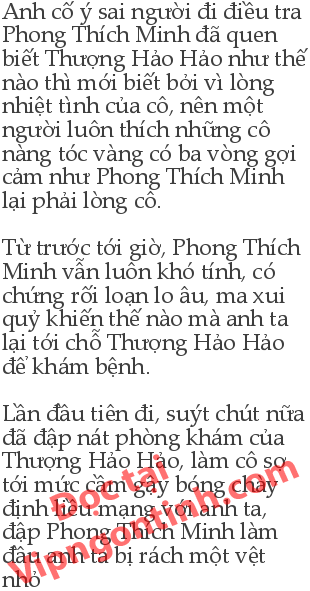 Anh cố ý sai người đi điều tra
Phong Thích Minh đã quen
biết Thượng Hảo Hảo như thế
nào thì mới biết bởi vì lòng
nhiệt tình của cô, nên một
người luôn thích những cô
nàng tóc vàng có ba vòng gợi
cảm như Phong Thích Minh
lại phải lòng cô.
Từ trước tới giờ, Phong Thích
Minh vẫn luôn khó tính, có
chứng rối loạn lo âu, ma xui
quỷ khiến thế nào mà anh ta
lại tới chỗ Thượng Hảo Hảo
để khám bệnh.
Lần đầu tiên đi, suýt chút nữa
đã đập nát phòng khám của
Thượng Hảo Hảo, làm cô sợ
tới mức cầm gậy bóng chày
định liều mạng với anh ta,
đập Phong Thích Minh làm
đầu anh ta bị rách một vệt
nhỏ
Đọc tại
Vipngontinh.com